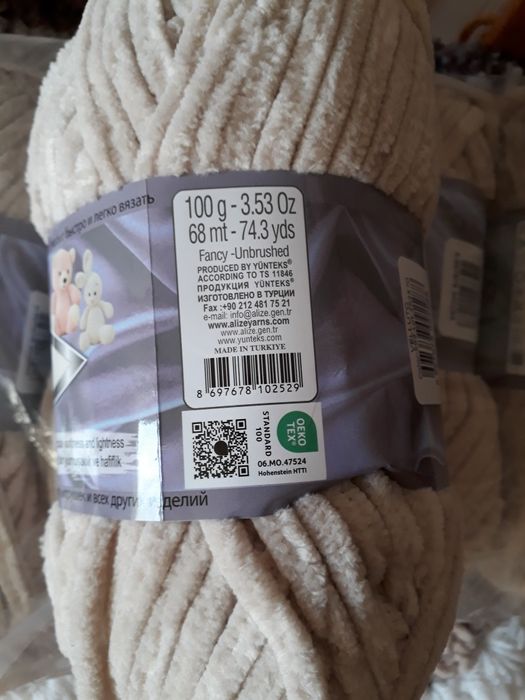 быстро и легко вязать
100 g - 3.53 Oz
68 mt - 74.3 yds
Fancy -Unbrushed
PRODUCED BY YÜNTEKS®
ACCORDING TO TS 11846
ПРОДУКЦИЯ YÜNTEKS®
ИЗГОТОВЛЕНО В ТУРЦИИ
Fax :+90 212 481 75 21
e-mail: info@alize.gen.tr
www.alizeyarns.com
www.alize.gen.tr
www.yunteks.com
MADE IN TURKIYE
8 697678 102529
STANDARD
100
OEKO
TEX®
06.MO.47524
Hohenstein HTTI
and lightness
ve hafiflik
и всех других изделий